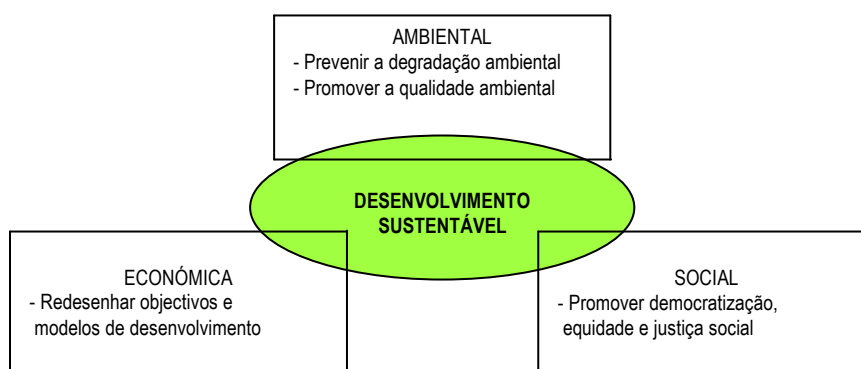 AMBIENTAL
- Prevenir a degradação ambiental
- Promover a qualidade ambiental
DESENVOLVIMENTO
SUSTENTÁVEL
ECONÓMICA
- Redesenhar objectivos e
modelos de desenvolvimento
SOCIAL
- Promover democratização,
equidade e justiça social